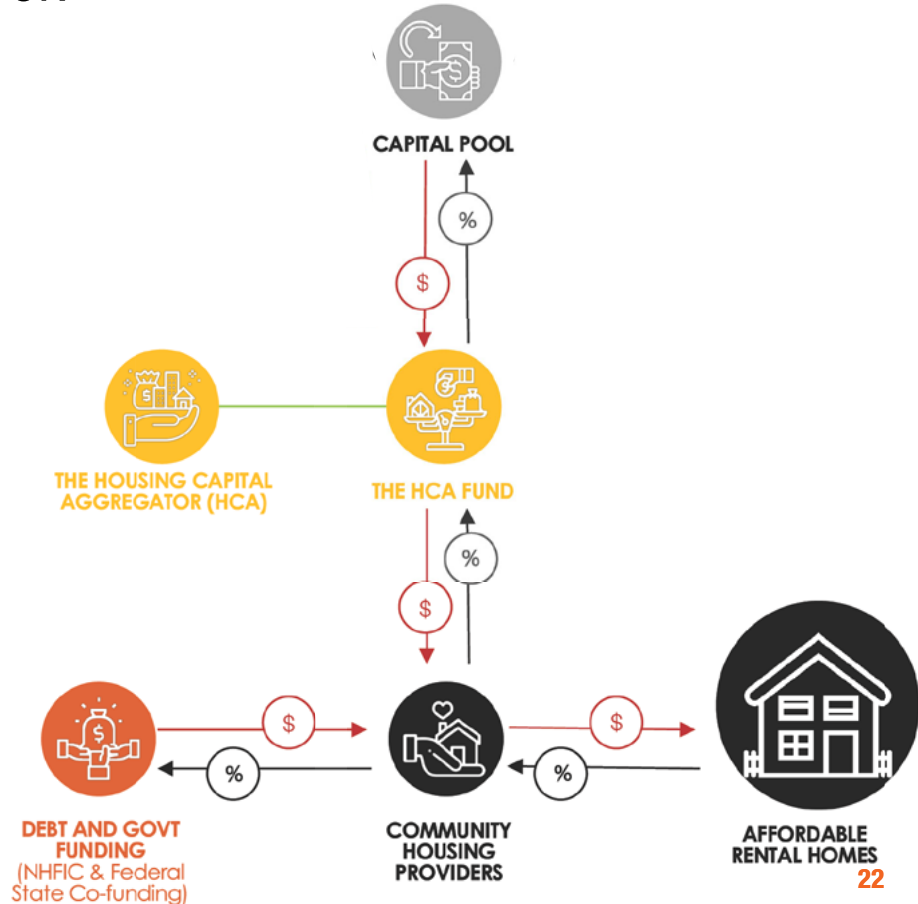 CAPITAL POOL
%
$
THE HOUSING CAPITAL
AGGREGATOR (HCA)
THE HCA FUND
%
$
$
%
$
%
DEBT AND GOVT
FUNDING
(NHFIC & Federal
State Co-funding)
COMMUNITY
HOUSING
PROVIDERS
AFFORDABLE
RENTAL HOMES
22